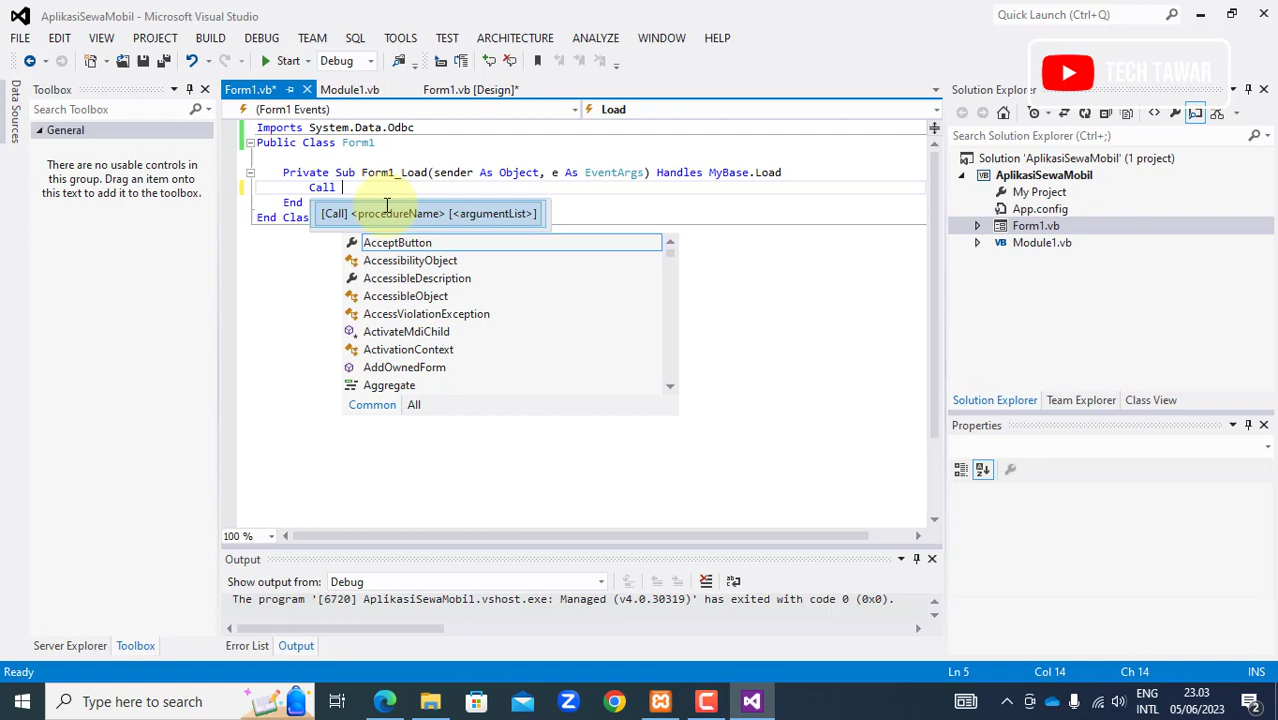 AplikasiSewaMobil - Microsoft Visual Studio
Quick Launch (Ctrl+Q)
FILE EDIT VIEW PROJECT BUILD DEBUG TEAM SQL TOOLS TEST ARCHITECTURE ANALYZE WINDOW HELP
Start Debug
TECH TAWAR
Data Sources
Toolbox
Search Toolbox
General
There are no usable controls in
this group. Drag an item onto
this text to add it to the toolbox.
Form1.vb* Module1.vb Form1.vb [Design]*
(Form1 Events) Load
Imports System.Data.Odbc
Public Class Form1
Private Sub Form1_Load(sender As Object, e As EventArgs) Handles MyBase.Load
Call
End
End Clas
[Call] <procedureName> [<argumentList>]
AcceptButton
AccessibilityObject
AccessibleDescription
AccessibleObject
AccessViolationException
ActivateMdiChild
ActivationContext
AddOwnedForm
Aggregate
Common All
100 %
Solution Explorer
Search Solution Explorer (Ctrl+;)
Solution 'AplikasiSewaMobil' (1 project)
AplikasiSewaMobil
My Project
App.config
Form1.vb
Module1.vb
Solution Explorer Team Explorer Class View
Properties
Output
Show output from: Debug
The program '[6720] AplikasiSewaMobil.vshost.exe: Managed (v4.0.30319)' has exited with code 0 (0x0).
Server Explorer Toolbox Error List Output
Ready Ln 5 Col 14 Ch 14 INS
Type here to search
ENG
INTL
23.03
05/06/2023
2